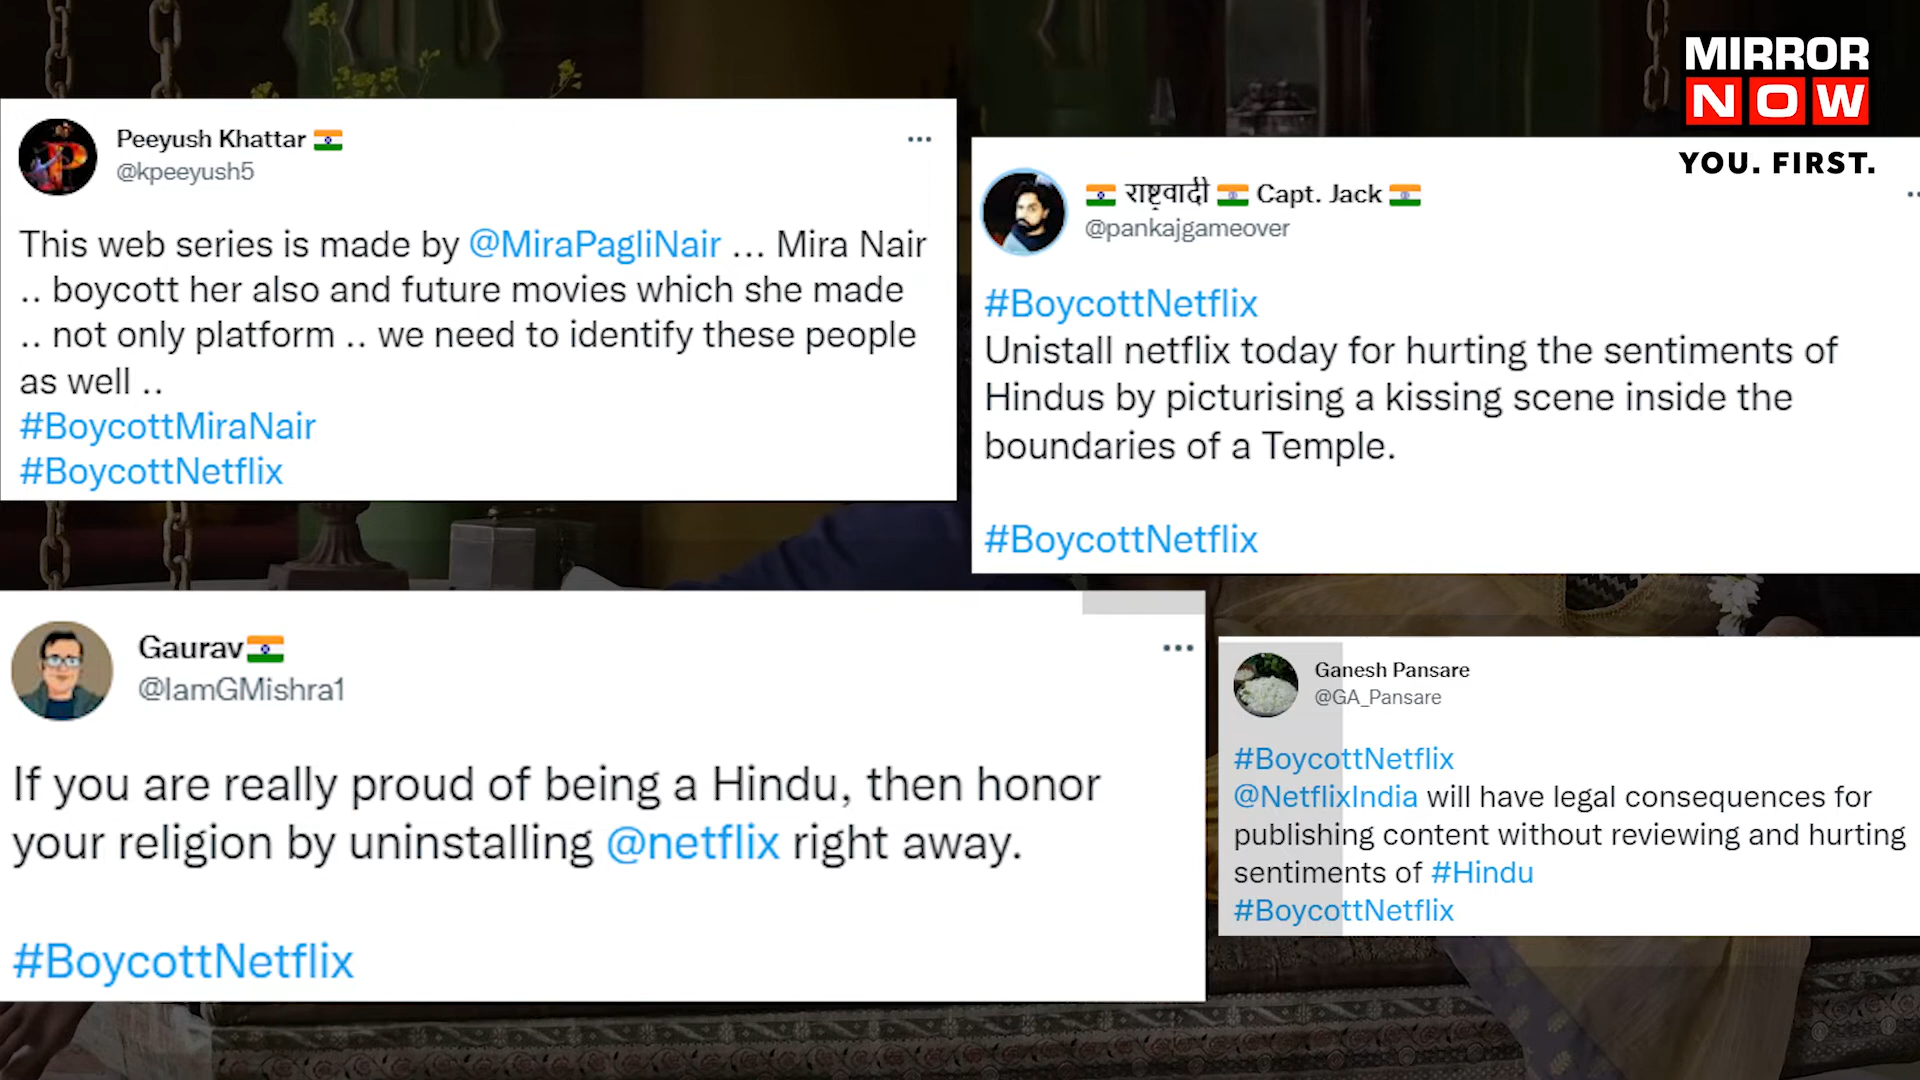 MIRROR
NOW
YOU. FIRST.
Peeyush Khattar
@kpeeyush5
This web series is made by @MiraPagliNair ... Mira Nair
.. boycott her also and future movies which she made
.. not only platform .. we need to identify these people
as well ..
#BoycottMiraNair
#BoycottNetflix
राष्ट्रवादी Capt. Jack
@pankajgameover
#BoycottNetflix
Unistall netflix today for hurting the sentiments of
Hindus by picturising a kissing scene inside the
boundaries of a Temple.
#BoycottNetflix
Gaurav
@IamGMishra1
If you are really proud of being a Hindu, then honor
your religion by uninstalling @netflix right away.
#BoycottNetflix
Ganesh Pansare
@GA_Pansare
#BoycottNetflix
@NetflixIndia will have legal consequences for
publishing content without reviewing and hurting
sentiments of #Hindu
#BoycottNetflix